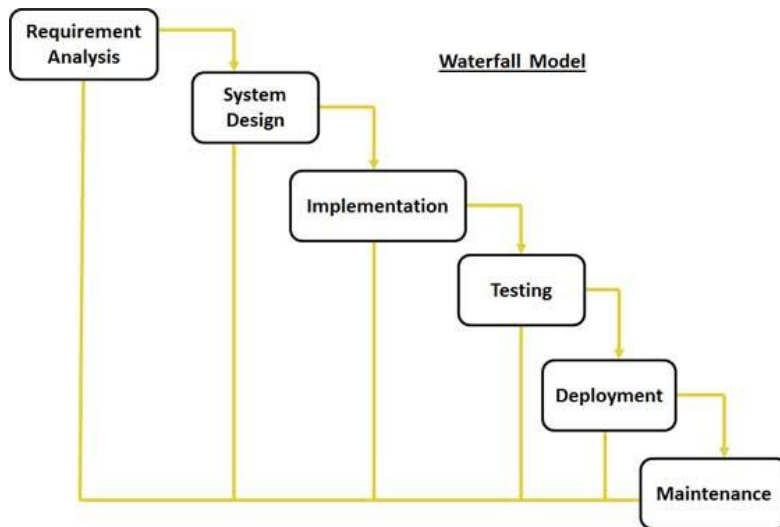 Requirement
Analysis
Waterfall Model
System
Design
Implementation
Testing
Deployment
Maintenance